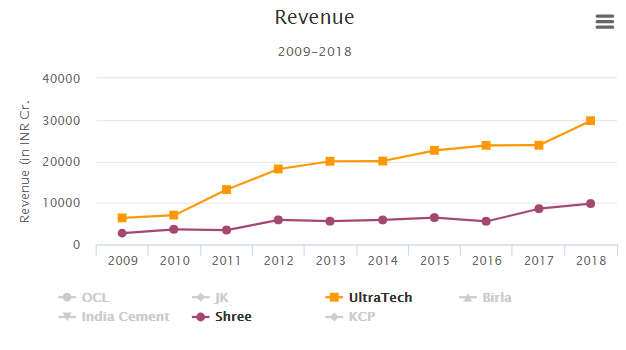 Revenue
2009-2018
Revenue (in INR Cr.
40000
30000
20000
10000
0
2009 2010 2011 2012 2013 2014 2015 2016 2017 2018
OCL JK UltraTech Birla
India Cement Shree KCP